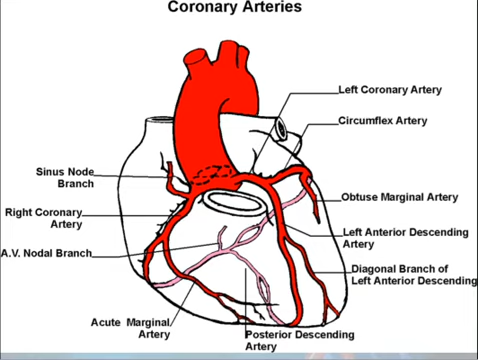 Coronary Arteries
Left Coronary Artery
Circumflex Artery
Sinus Node
Branch
Obtuse Marginal Artery
Right Coronary
Artery
Left Anterior Descending
Artery
A.V. Nodal Branch
Diagonal Branch of
Left Anterior Descending
Acute Marginal
Artery
Posterior Descending
Artery